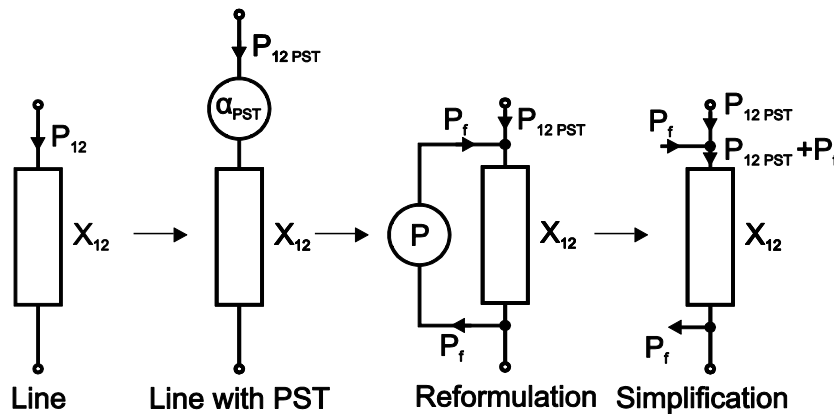 P12
X12
Line
P12 PST
αPST
X12
Line with PST
Pf
P12 PST
P
X12
Pf
Reformulation
P12 PST
Pf
P12 PST +Pf
X12
Pf
Simplification